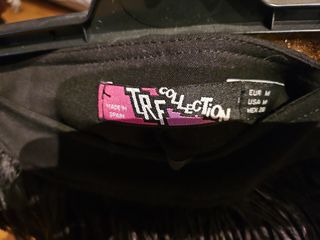 TRF COLLECTION
MADE IN
SPAIN
EUR M
USA M
MEX 28